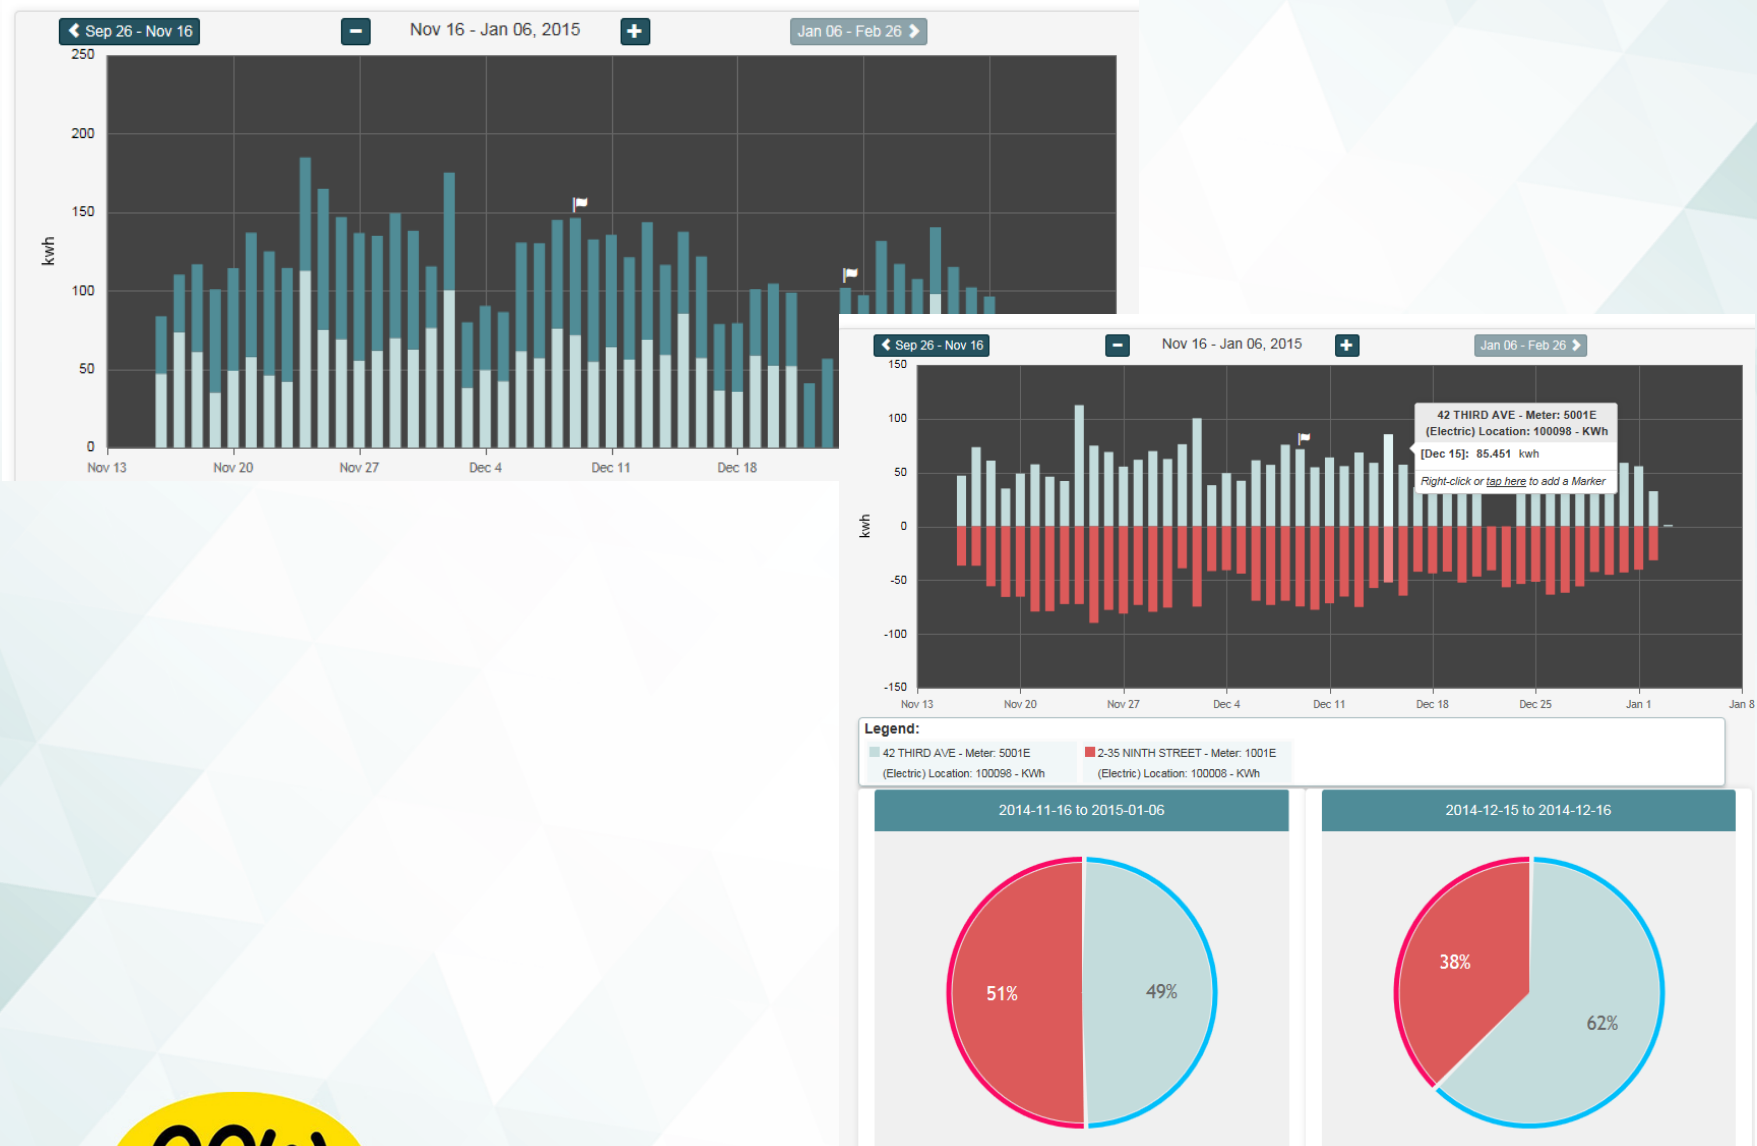 Sep 26 - Nov 16
Nov 16 - Jan 06, 2015
Jan 06 - Feb 26
250
200
150
100
50
0
kwh
Nov 13
Nov 20
Nov 27
Dec 4
Dec 11
Dec 18
Sep 26 - Nov 16
Nov 16 - Jan 06, 2015
Jan 06 - Feb 26
150
100
50
0
-50
-100
-150
kwh
42 THIRD AVE - Meter: 5001E
(Electric) Location: 100098 - KWh
[Dec 15]: 85.451 kwh
Right-click or tap here to add a Marker
Nov 13
Nov 20
Nov 27
Dec 4
Dec 11
Dec 18
Dec 25
Jan 1
Jan 8
Legend:
42 THIRD AVE - Meter: 5001E
(Electric) Location: 100098 - KWh
2-35 NINTH STREET - Meter: 1001E
(Electric) Location: 100008 - KWh
2014-11-16 to 2015-01-06
51%
49%
2014-12-15 to 2014-12-16
38%
62%